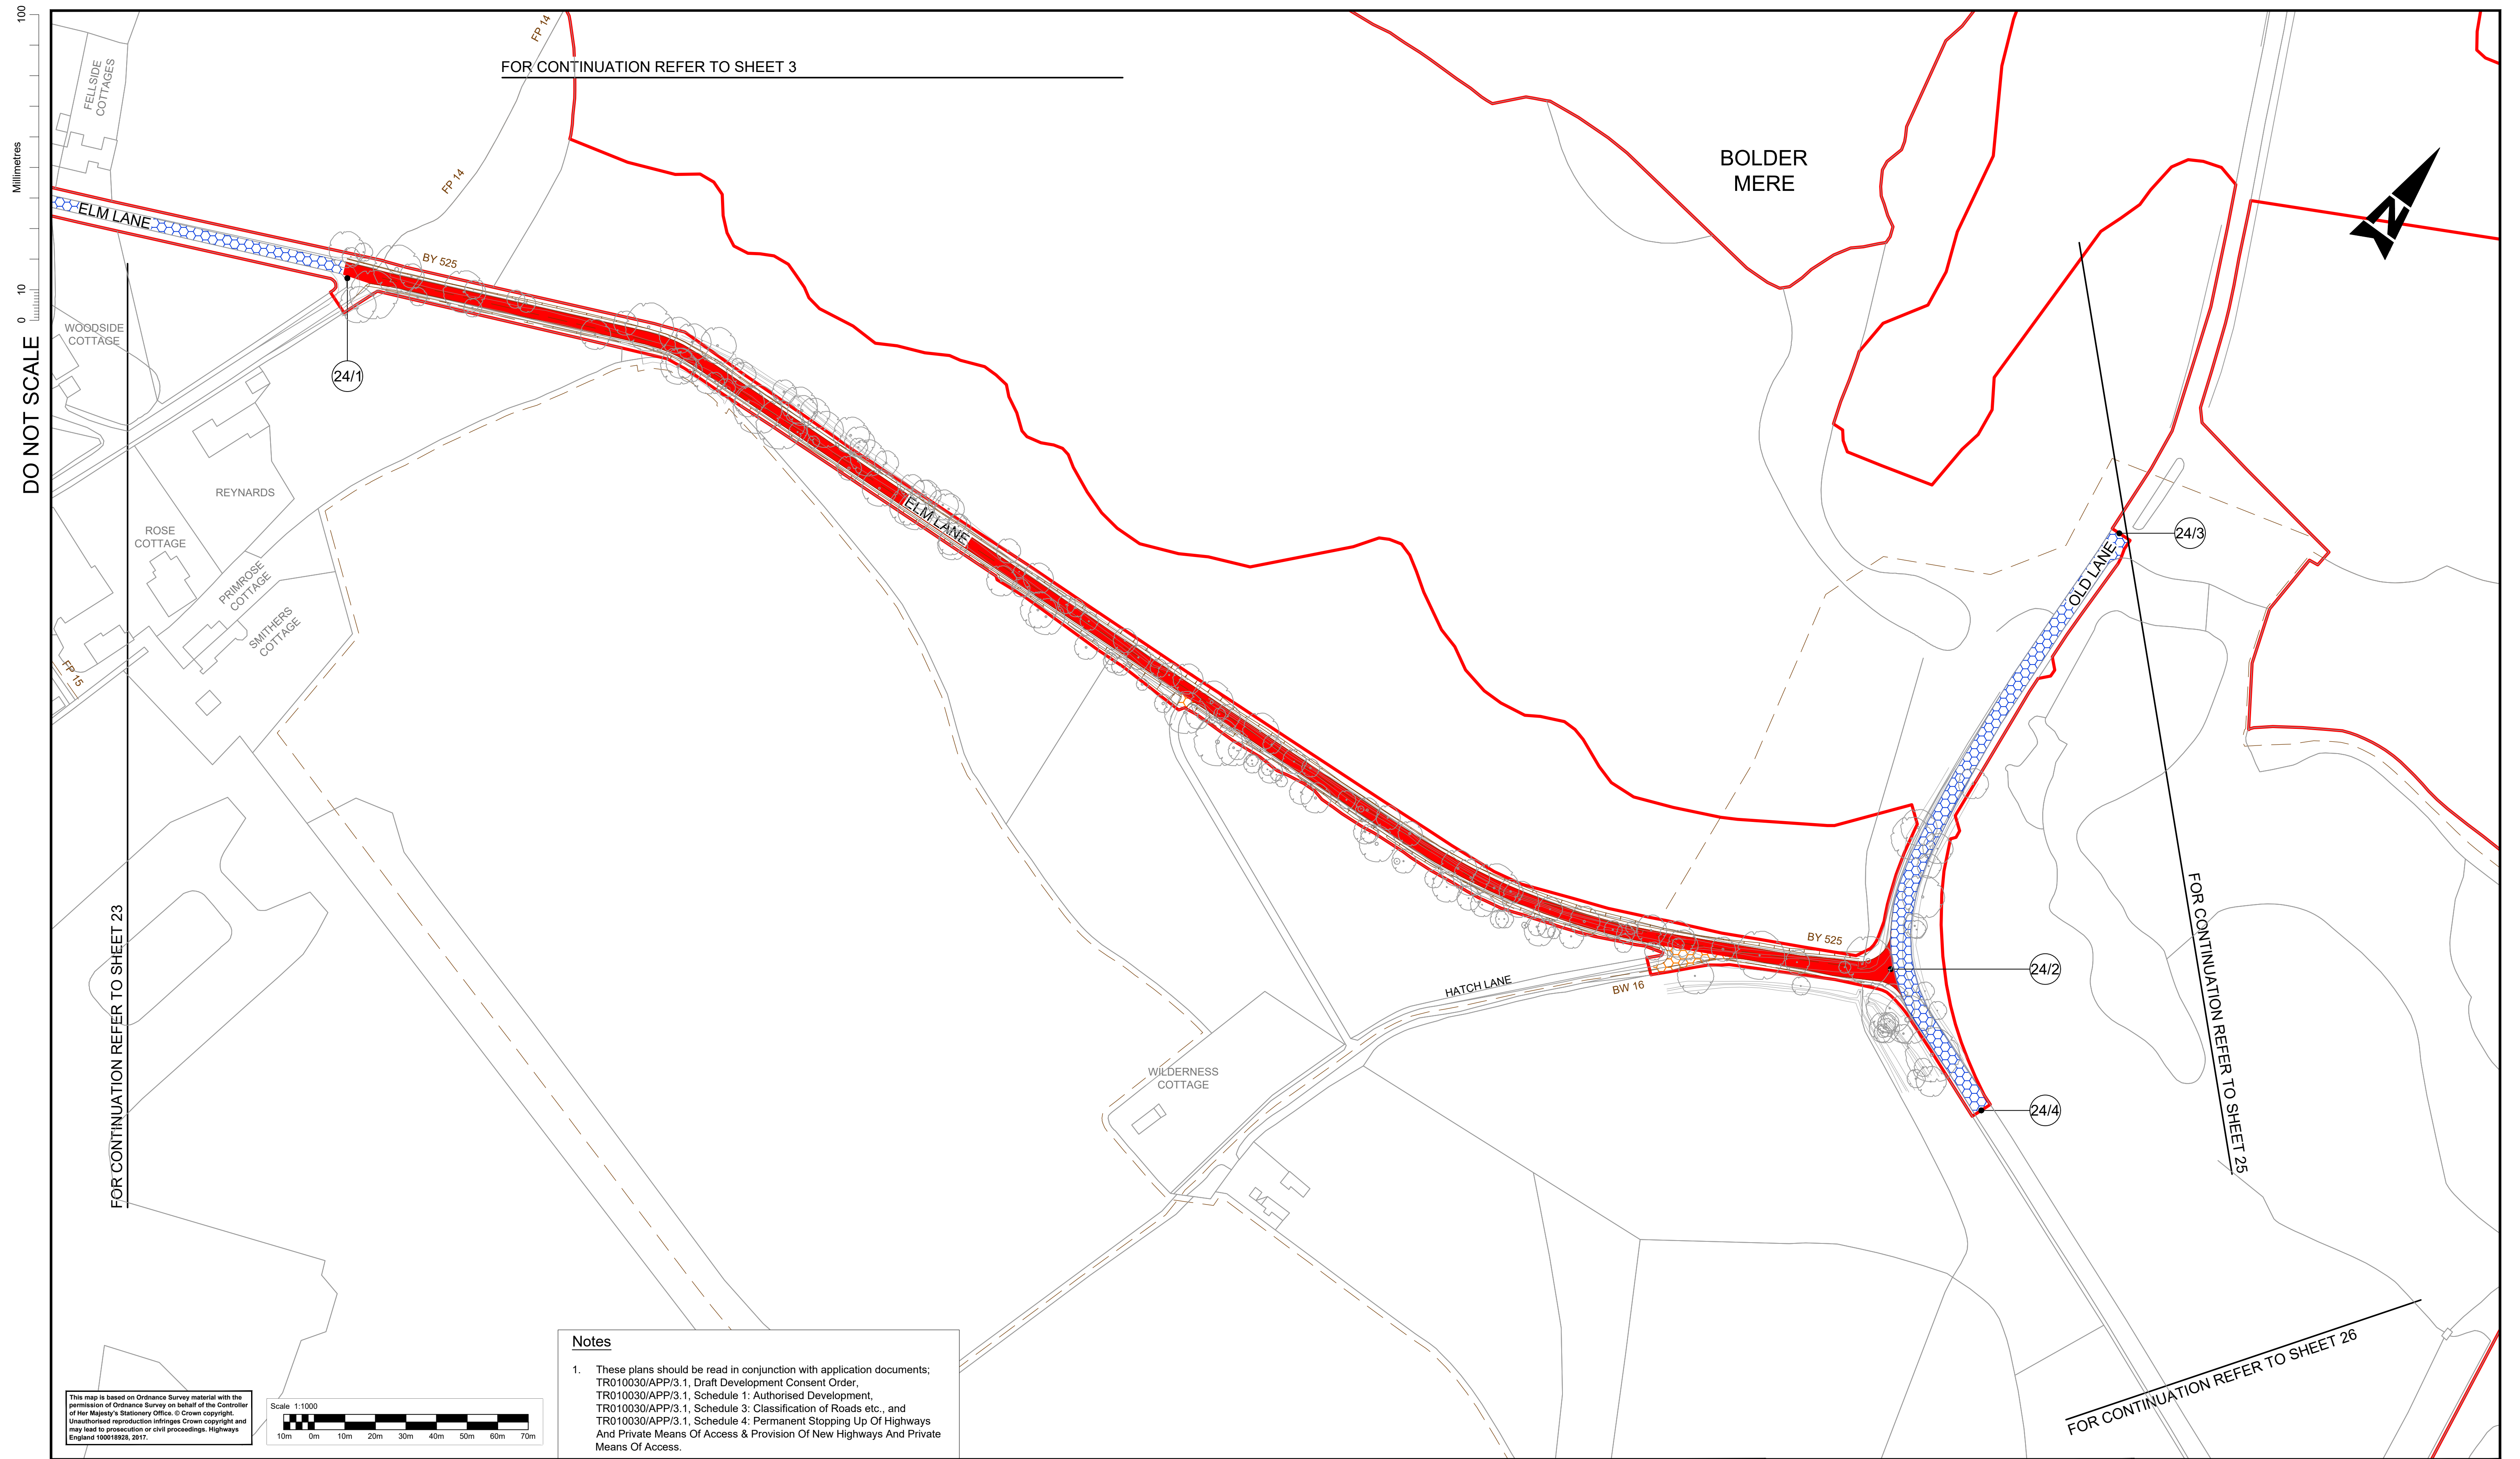 100
Millimetres
10
0
DO NOT SCALE
FELLSIDE
COTTAGES
FP 14
FOR CONTINUATION REFER TO SHEET 3
FP 14
BOLDER
MERE
N
ELM LANE
BY 525
WOODSIDE
COTTAGE
24/1
REYNARDS
ROSE
COTTAGE
PRIMROSE
COTTAGE
SMITHERS
COTTAGE
FP 15
ELM LANE
24/3
OLD LANE
FOR CONTINUATION REFER TO SHEET 23
FOR CONTINUATION REFER TO SHEET 25
BY 525
24/2
HATCH LANE
BW 16
WILDERNESS
COTTAGE
24/4
FOR CONTINUATION REFER TO SHEET 26
Notes
1. These plans should be read in conjunction with application documents;
TR010030/APP/3.1, Draft Development Consent Order,
TR010030/APP/3.1, Schedule 1: Authorised Development,
TR010030/APP/3.1, Schedule 3: Classification of Roads etc., and
TR010030/APP/3.1, Schedule 4: Permanent Stopping Up Of Highways
And Private Means Of Access & Provision Of New Highways And Private
Means Of Access.
This map is based on Ordnance Survey material with the
permission of Ordnance Survey on behalf of the Controller
of Her Majesty's Stationery Office. © Crown copyright.
Unauthorised reproduction infringes Crown copyright and
may lead to prosecution or civil proceedings. Highways
England 100018928, 2017.
Scale 1:1000
10m 0m 10m 20m 30m 40m 50m 60m 70m